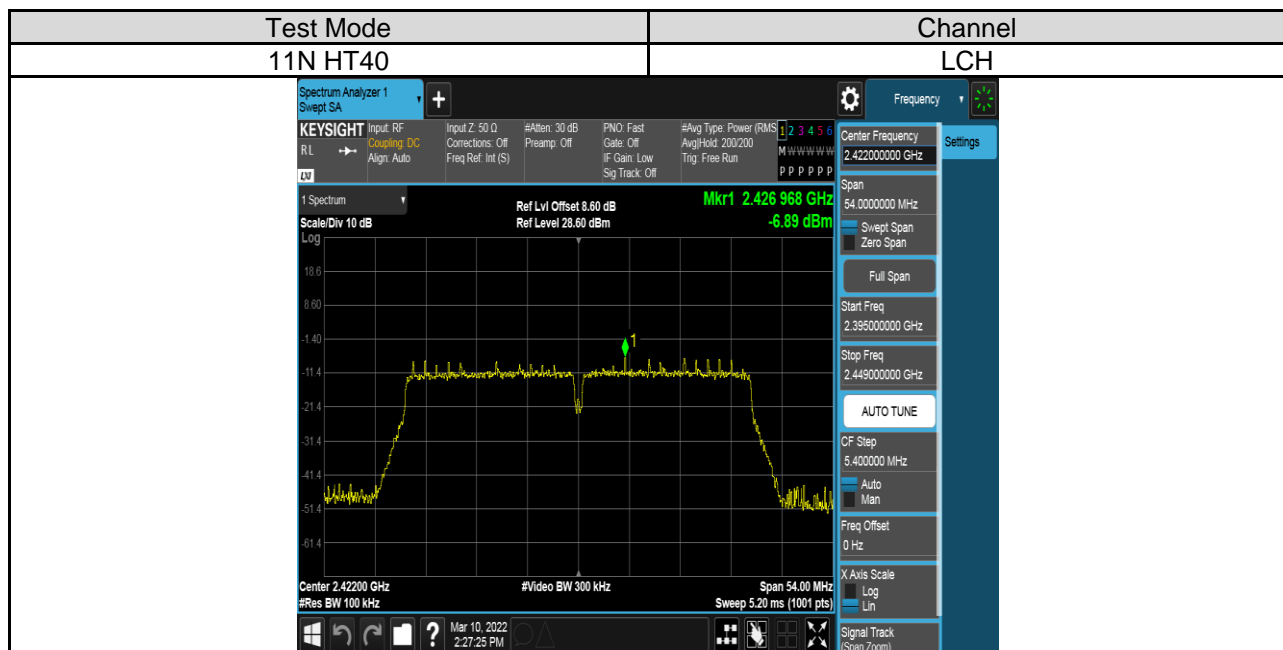 Test Mode Channel
11N HT40 LCH
Spectrum Analyzer 1
Swept SA
Frequency
Settings
KEYSIGHT Input: RF Input Z: 50 Ω #Atten: 30 dB PNO: Fast #Avg Type: Power (RMS 1 2 3 4 5 6
RL Coupling: DC Corrections: Off Preamp: Off Gate: Off Avg|Hold: 200/200 M W W W W W
Align: Auto Freq Ref: Int (S) IF Gain: Low Trig: Free Run
LXI Sig Track: Off P P P P P P
1 Spectrum Ref Lvl Offset 8.60 dB Mkr1 2.426 968 GHz
Scale/Div 10 dB Ref Level 28.60 dBm -6.89 dBm
Log
18.6
8.60
-1.40
-11.4
-21.4
-31.4
-41.4
-51.4
-61.4
1
Center 2.42200 GHz #Video BW 300 kHz Span 54.00 MHz
#Res BW 100 kHz Sweep 5.20 ms (1001 pts)
Center Frequency
2.422000000 GHz
Span
54.0000000 MHz
Swept Span
Zero Span
Full Span
Start Freq
2.395000000 GHz
Stop Freq
2.449000000 GHz
AUTO TUNE
CF Step
5.400000 MHz
Auto
Man
Freq Offset
0 Hz
X Axis Scale
Log
Lin
Signal Track
(Span Zoom)
? Mar 10, 2022
2:27:25 PM